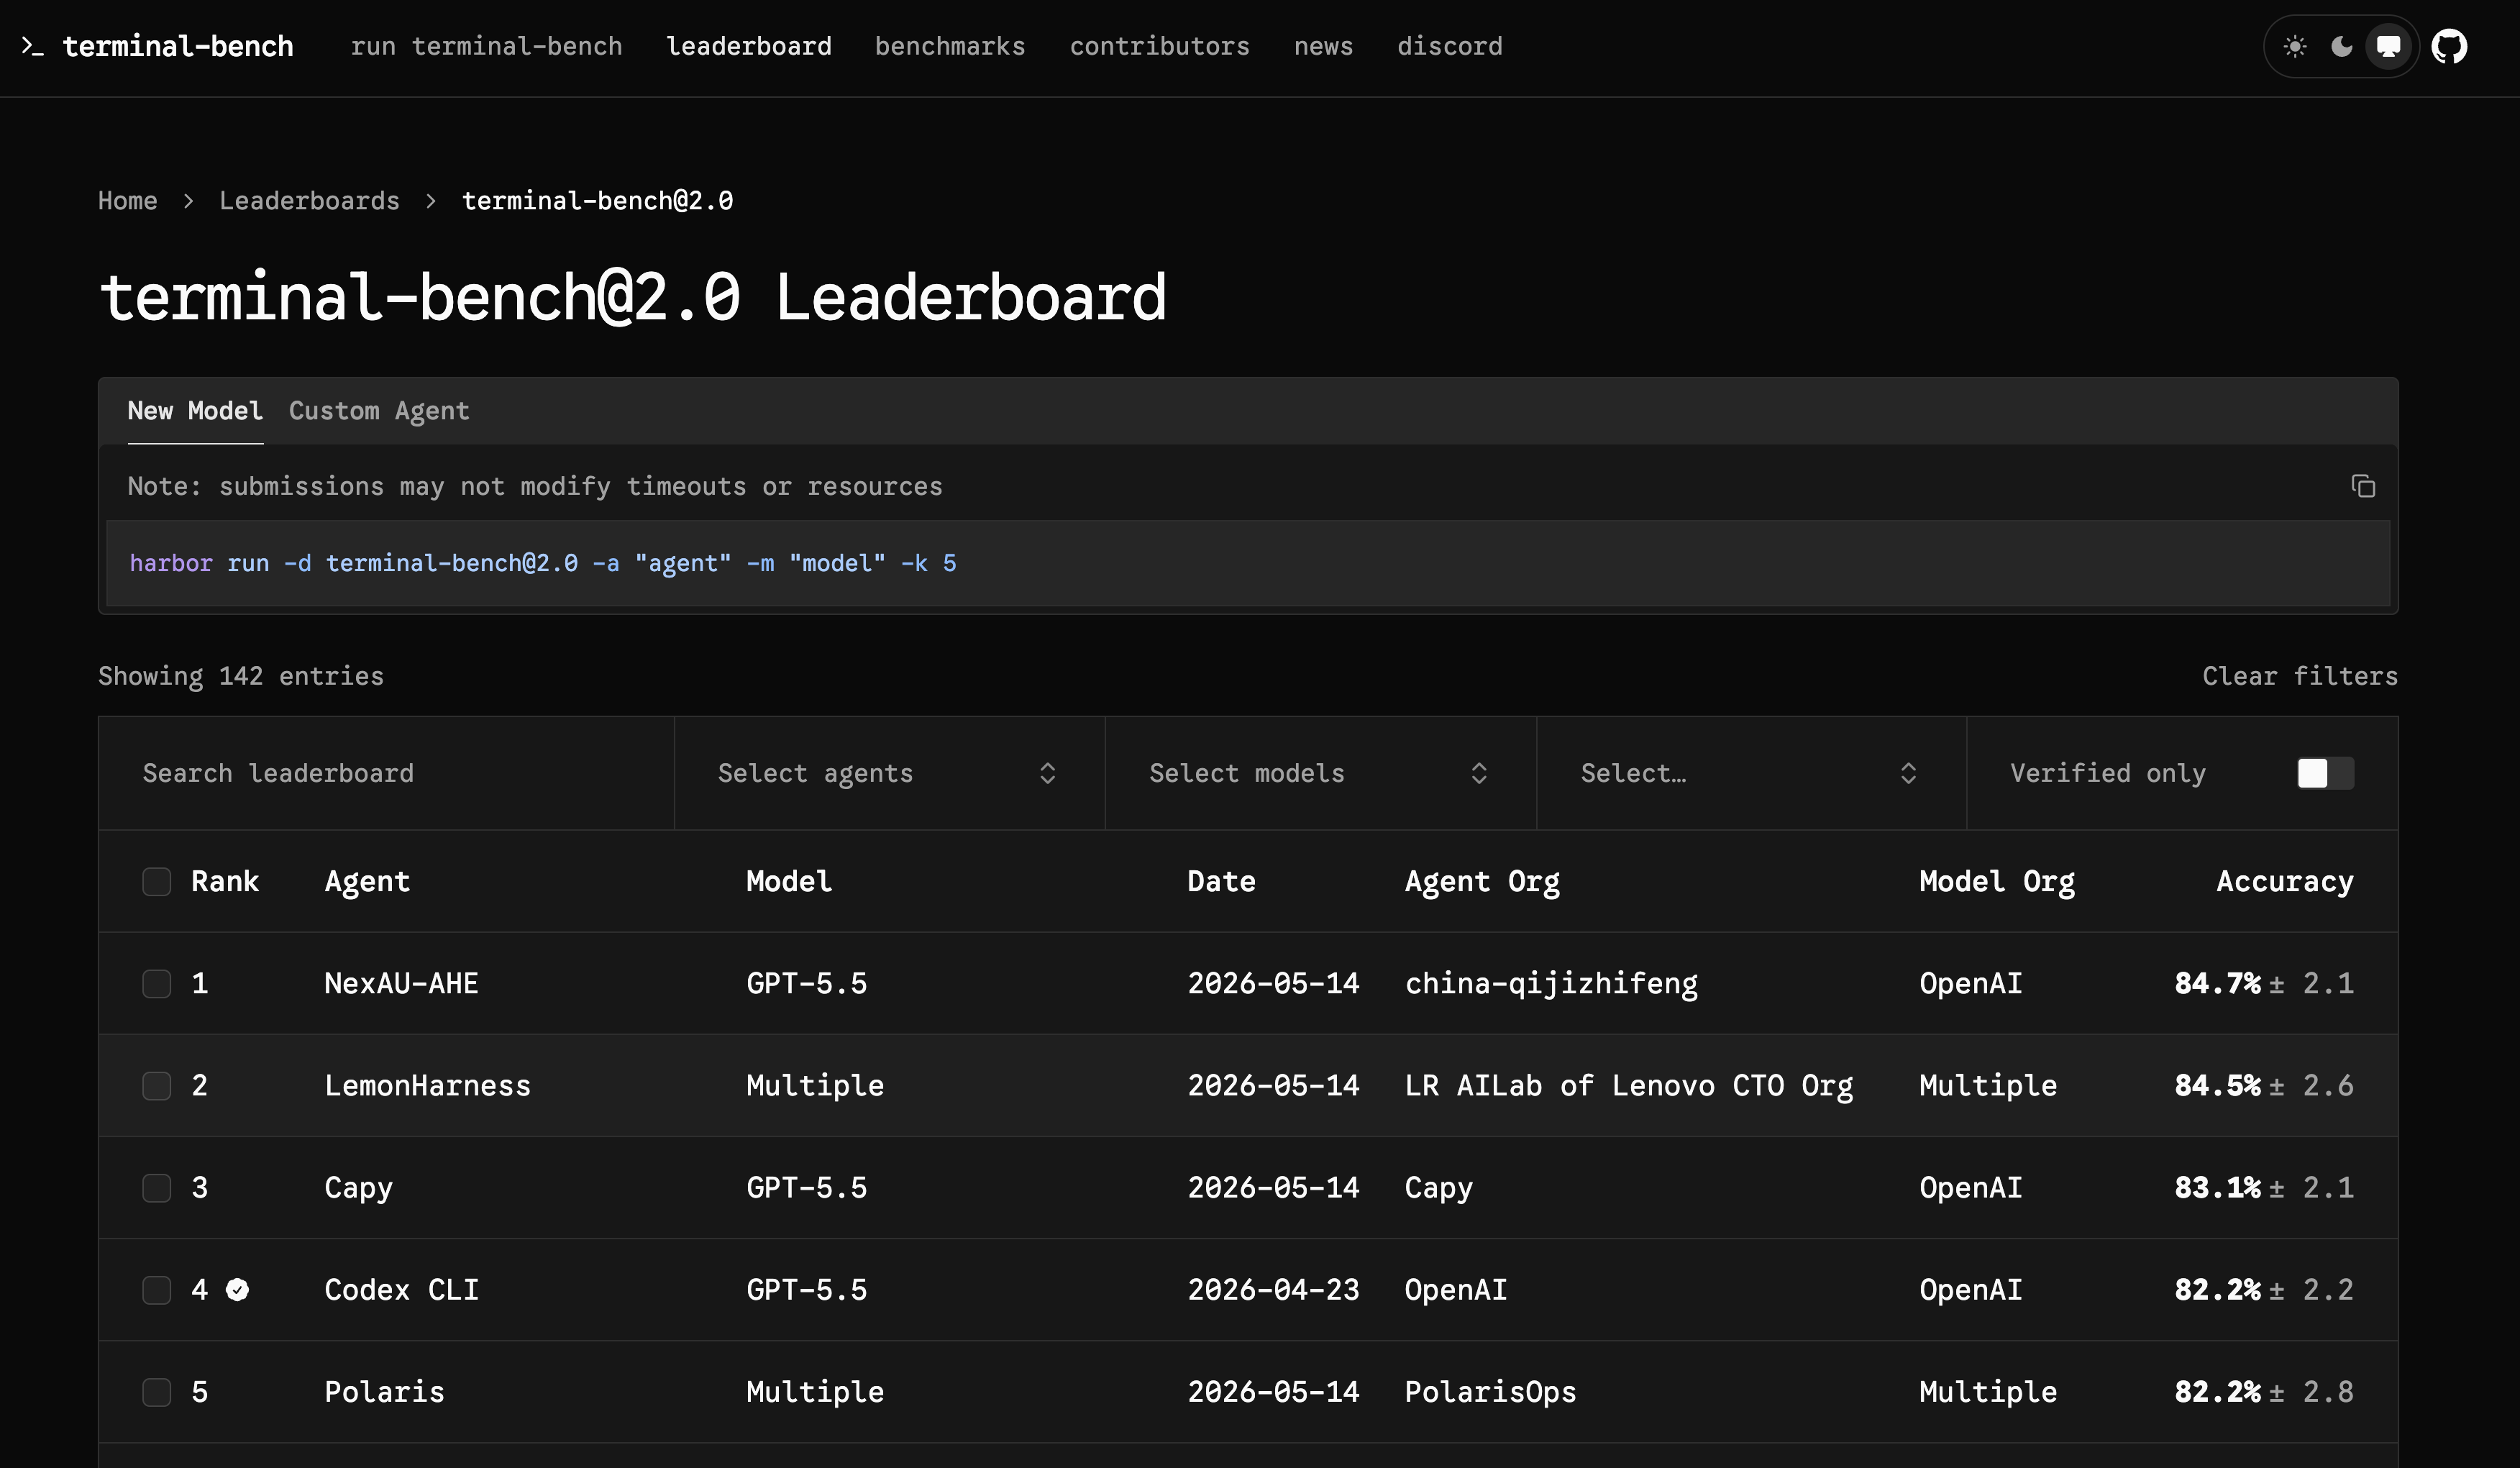 >_ terminal-bench run terminal-bench leaderboard benchmarks contributors news discord
Home > Leaderboards > terminal-bench@2.0
terminal-bench@2.0 Leaderboard
New Model Custom Agent
Note: submissions may not modify timeouts or resources
harbor run -d terminal-bench@2.0 -a "agent" -m "model" -k 5
Showing 142 entries Clear filters
Search leaderboard Select agents Select models Select… Verified only
Rank Agent Model Date Agent Org Model Org Accuracy
1 NexAU-AHE GPT-5.5 2026-05-14 china-qijizhifeng OpenAI 84.7% ± 2.1
2 LemonHarness Multiple 2026-05-14 LR AILab of Lenovo CTO Org Multiple 84.5% ± 2.6
3 Capy GPT-5.5 2026-05-14 Capy OpenAI 83.1% ± 2.1
4 Codex CLI GPT-5.5 2026-04-23 OpenAI OpenAI 82.2% ± 2.2
5 Polaris Multiple 2026-05-14 PolarisOps Multiple 82.2% ± 2.8